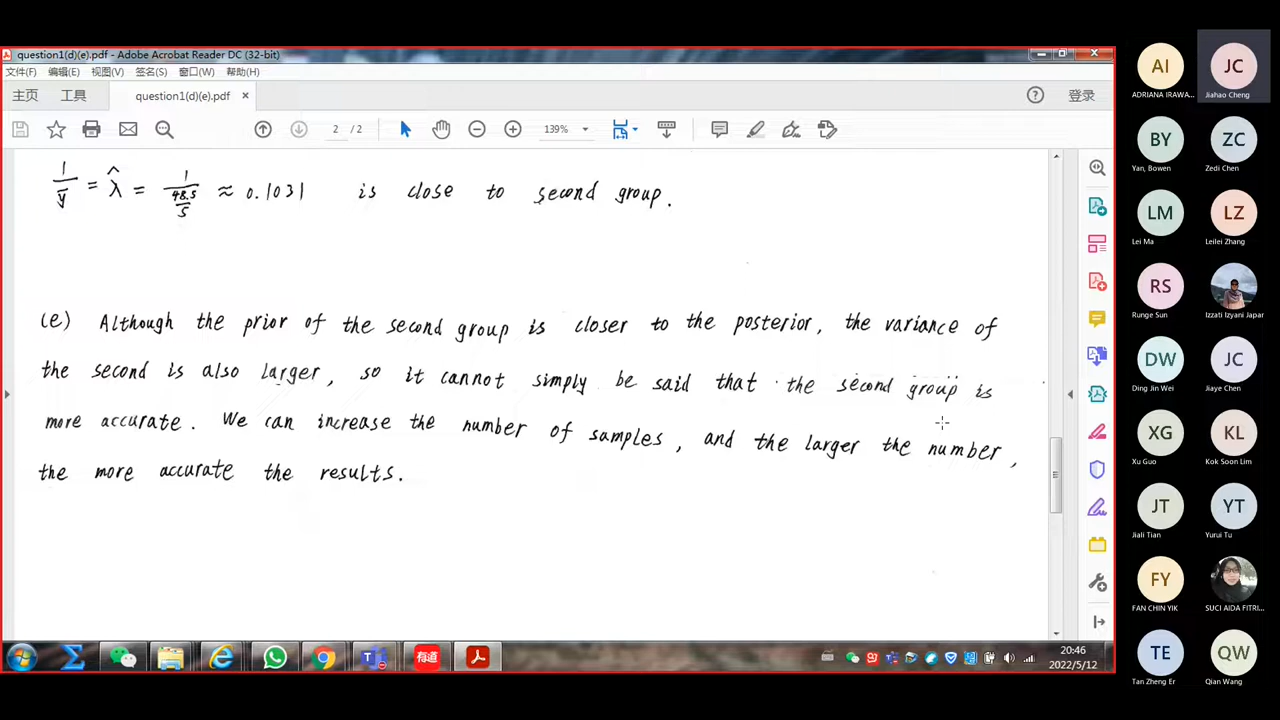 question1(d)(e).pdf - Adobe Acrobat Reader DC (32-bit)
文件(F) 编辑(E) 视图(V) 签名(S) 窗口(W) 帮助(H)
主页 工具 question1(d)(e).pdf × 登录
2 / 2 139%
1/ȳ = λ̂ = 1/(48.5/5) ≈ 0.1031 is close to second group.
(e) Although the prior of the second group is closer to the posterior, the variance of
the second is also larger, so it cannot simply be said that the second group is
more accurate. We can increase the number of samples, and the larger the number,
the more accurate the results.
有道
20:46
2022/5/12
AI JC
ADRIANA IRAWA... Jiahao Cheng
BY ZC
Yan, Bowen Zedi Chen
LM LZ
Lei Ma Leilei Zhang
RS
Runge Sun Izzati Izyani Japar
DW JC
Ding Jin Wei Jiaye Chen
XG KL
Xu Guo Kok Soon Lim
JT YT
Jiali Tian Yurui Tu
FY
FAN CHIN YIK SUCI AIDA FITRI...
TE QW
Tan Zheng Er Qian Wang